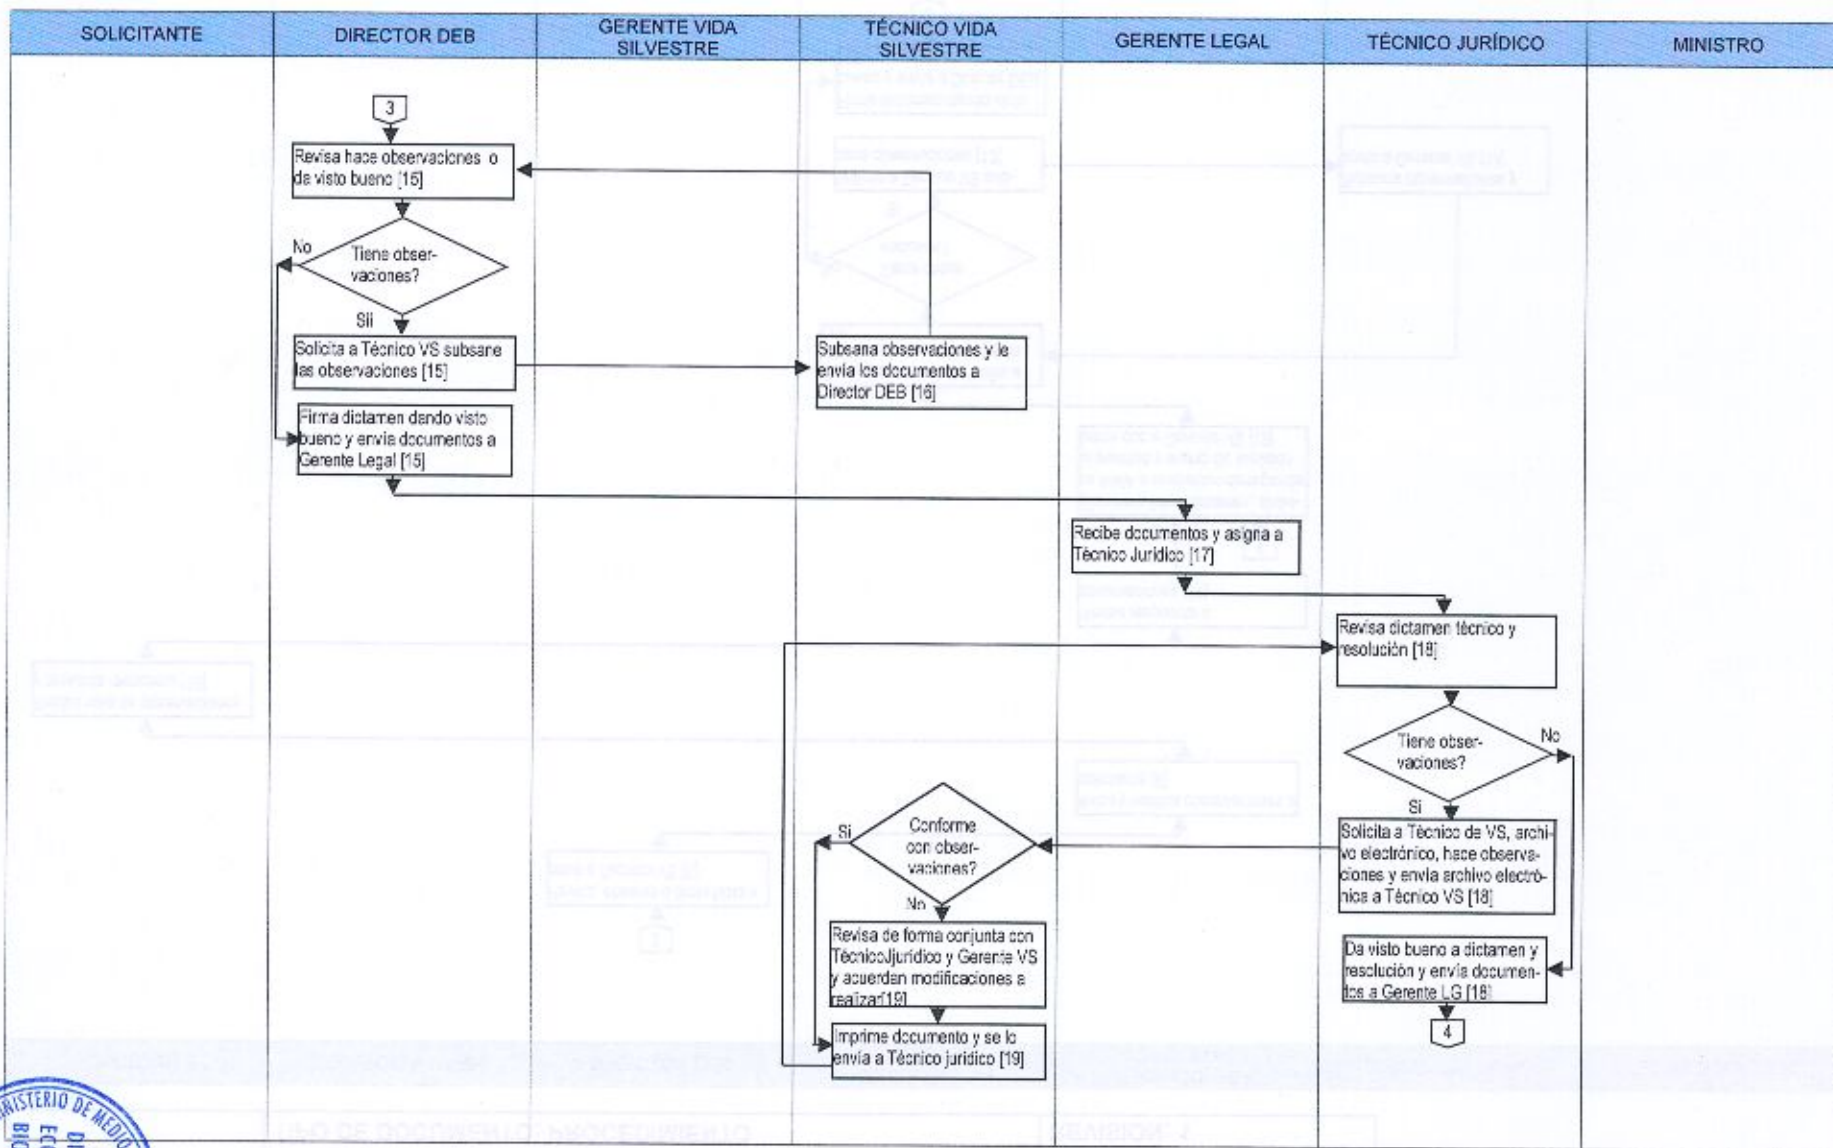 SOLICITANTE
DIRECTOR DEB
GERENTE VIDA
SILVESTRE
TÉCNICO VIDA
SILVESTRE
GERENTE LEGAL
TÉCNICO JURÍDICO
MINISTRO
3
Revisa hace observaciones o
da visto bueno [15]
No
Tiene obser-
vaciones?
Sii
Solicita a Técnico VS subsane
las observaciones [15]
Subsana observaciones y le
envía los documentos a
Director DEB [16]
Firma dictamen dando visto
bueno y envía documentos a
Gerente Legal [15]
Recibe documentos y asigna a
Técnico Jurídico [17]
Revisa dictamen técnico y
resolución [18]
Tiene obser-
vaciones?
No
Si
Solicita a Técnico de VS, archi-
vo electrónico, hace observa-
ciones y envía archivo electró-
nica a Técnico VS [18]
Conforme
con obser-
vaciones?
Si
No
Revisa de forma conjunta con
TécnicoJjurídico y Gerente VS
y acuerdan modificaciones a
realizar[19]
Da visto bueno a dictamen y
resolución y envía documen-
tos a Gerente LG [18]
4
Imprime documento y se lo
envía a Técnico jurídico [19]
MINISTERIO DE MEDIO